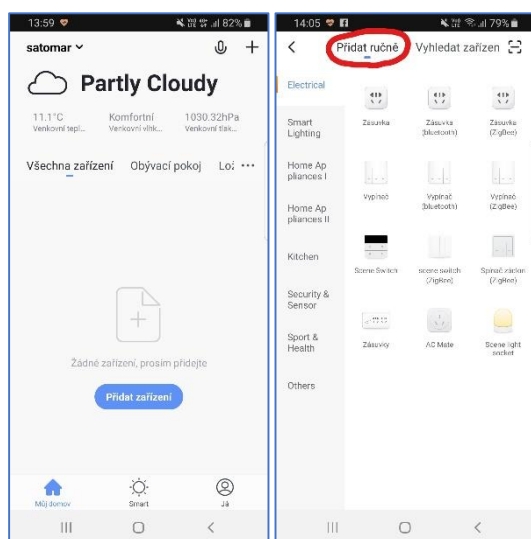 13:59
82%
satomar
Partly Cloudy
11.1°C
Komfortní
1030.32hPa
Venkovní tepl...
Venkovní vlhk...
Venkovní tlak...
Všechna zařízení
Obývací pokoj
Lož
Žádné zařízení, prosím přidejte
Přidat zařízení
Můj domov
Smart
Já
14:05
79%
Přidat ručně
Vyhledat zařízen
Electrical
Smart
Lighting
Home Ap
pliances I
Home Ap
pliances II
Kitchen
Security &
Sensor
Sport &
Health
Others
Zásuvka
Zásuvka
(bluetooth)
Zásuvka
(ZigBee)
Vypínač
Vypínač
(bluetooth)
Vypínač
(ZigBee)
Scene Switch
scene switch
(ZigBee)
Spínač záclon
(ZigBee)
Zásuvky
AC Mate
Scene light
socket